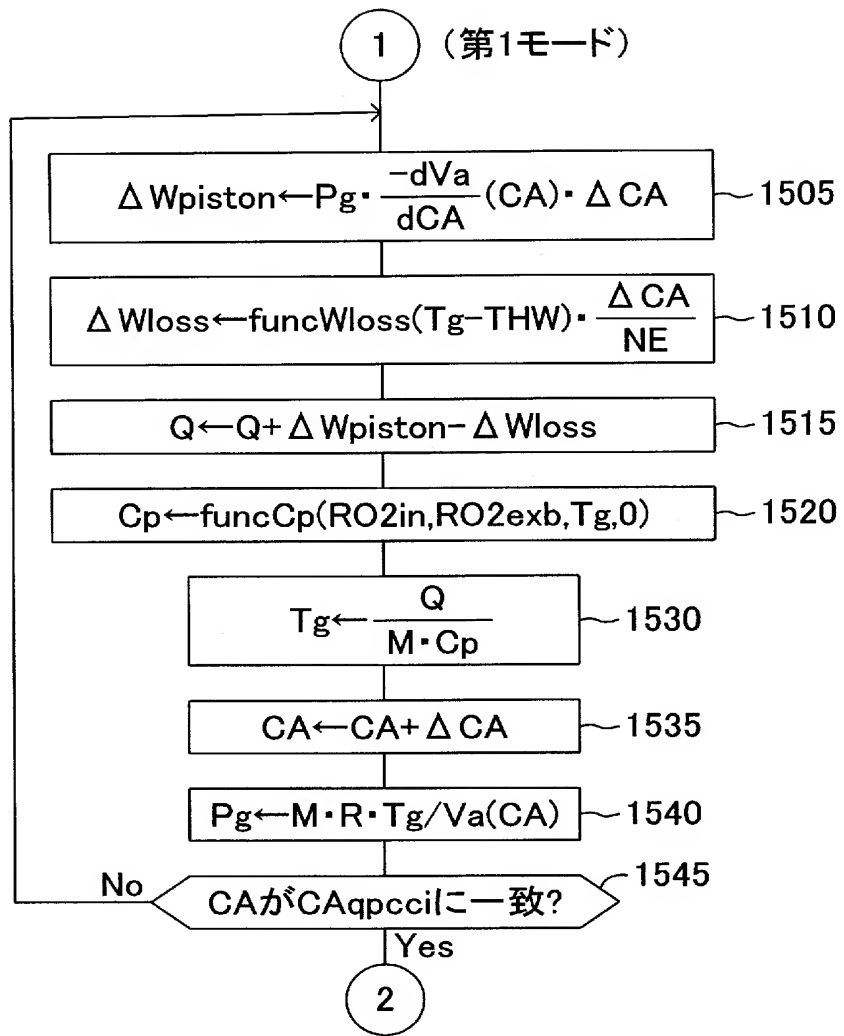 1 (第1モード)
ΔWpiston←Pg・-dVa/dCA(CA)・ΔCA 1505
ΔWloss←funcWloss(Tg-THW)・ΔCA/NE 1510
Q←Q+ΔWpiston-ΔWloss 1515
Cp←funcCp(RO2in,RO2exb,Tg,0) 1520
Tg←Q/M・Cp 1530
CA←CA+ΔCA 1535
Pg←M・R・Tg/Va(CA) 1540
No CAがCAqpcciに一致? 1545
Yes
2